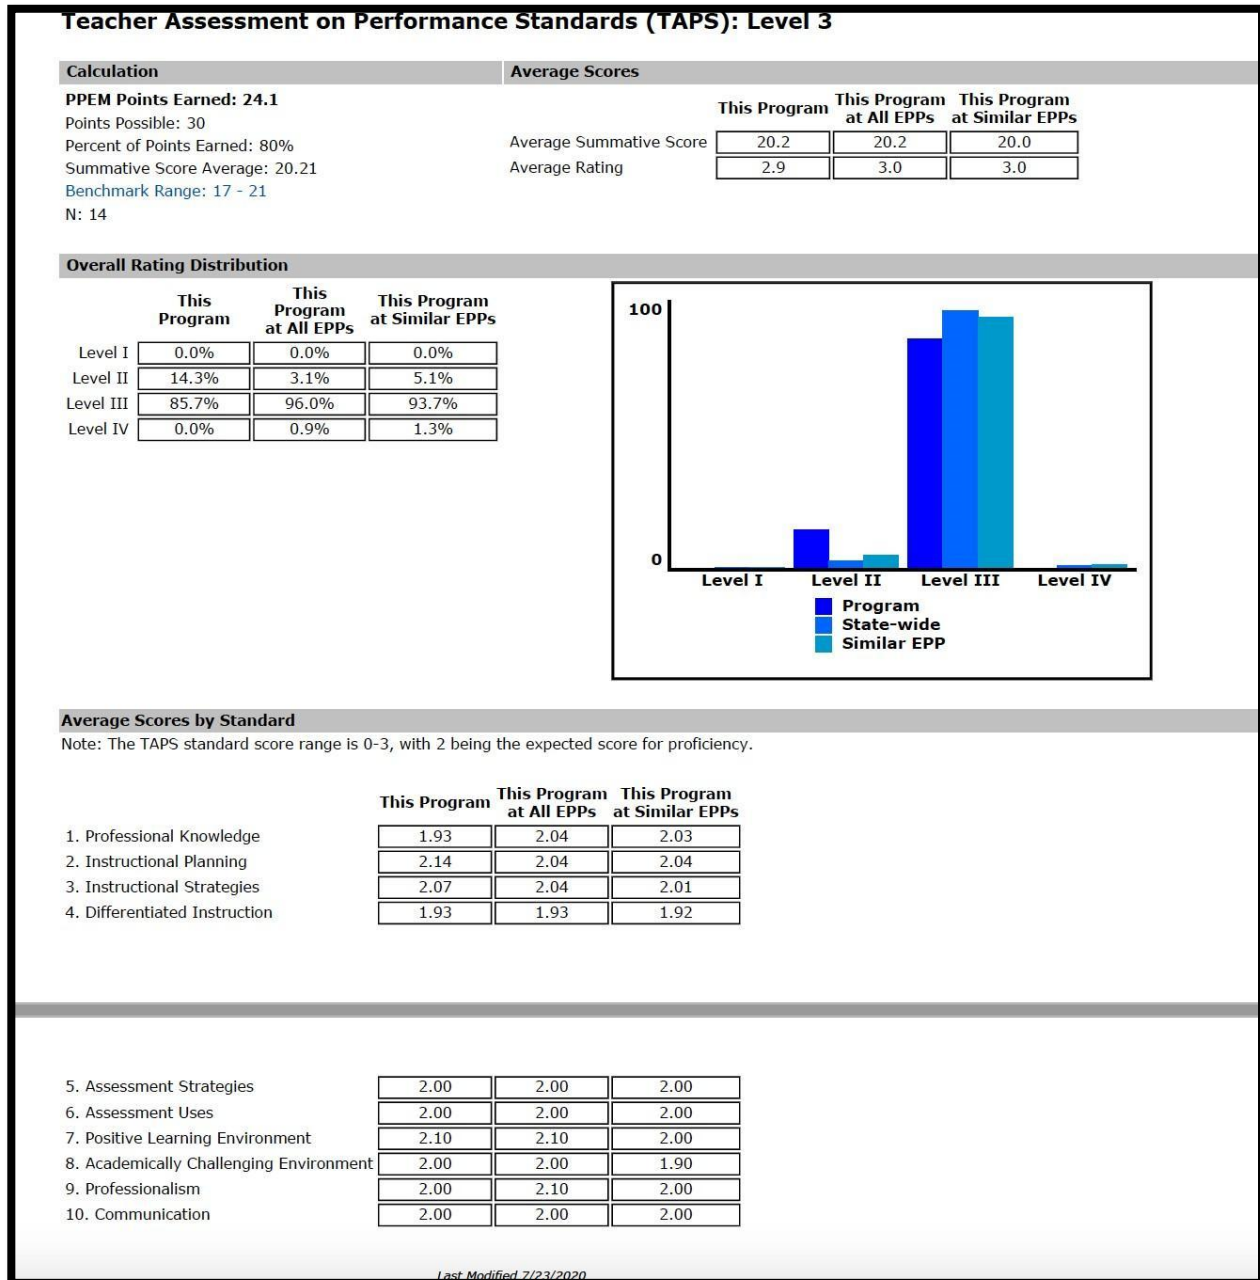 Teacher Assessment on Performance Standards (TAPS): Level 3
Calculation
PPEM Points Earned: 24.1
Points Possible: 30
Percent of Points Earned: 80%
Summative Score Average: 20.21
Benchmark Range: 17 - 21
N: 14
Average Scores
This Program This Program at All EPPs This Program at Similar EPPs
Average Summative Score 20.2 20.2 20.0
Average Rating 2.9 3.0 3.0
Overall Rating Distribution
This Program This Program at All EPPs This Program at Similar EPPs
Level I 0.0% 0.0% 0.0%
Level II 14.3% 3.1% 5.1%
Level III 85.7% 96.0% 93.7%
Level IV 0.0% 0.9% 1.3%
100
0
Level I Level II Level III Level IV
Program
State-wide
Similar EPP
Average Scores by Standard
Note: The TAPS standard score range is 0-3, with 2 being the expected score for proficiency.
This Program This Program at All EPPs This Program at Similar EPPs
1. Professional Knowledge 1.93 2.04 2.03
2. Instructional Planning 2.14 2.04 2.04
3. Instructional Strategies 2.07 2.04 2.01
4. Differentiated Instruction 1.93 1.93 1.92
5. Assessment Strategies 2.00 2.00 2.00
6. Assessment Uses 2.00 2.00 2.00
7. Positive Learning Environment 2.10 2.10 2.00
8. Academically Challenging Environment 2.00 2.00 1.90
9. Professionalism 2.00 2.10 2.00
10. Communication 2.00 2.00 2.00
Last Modified 7/23/2020